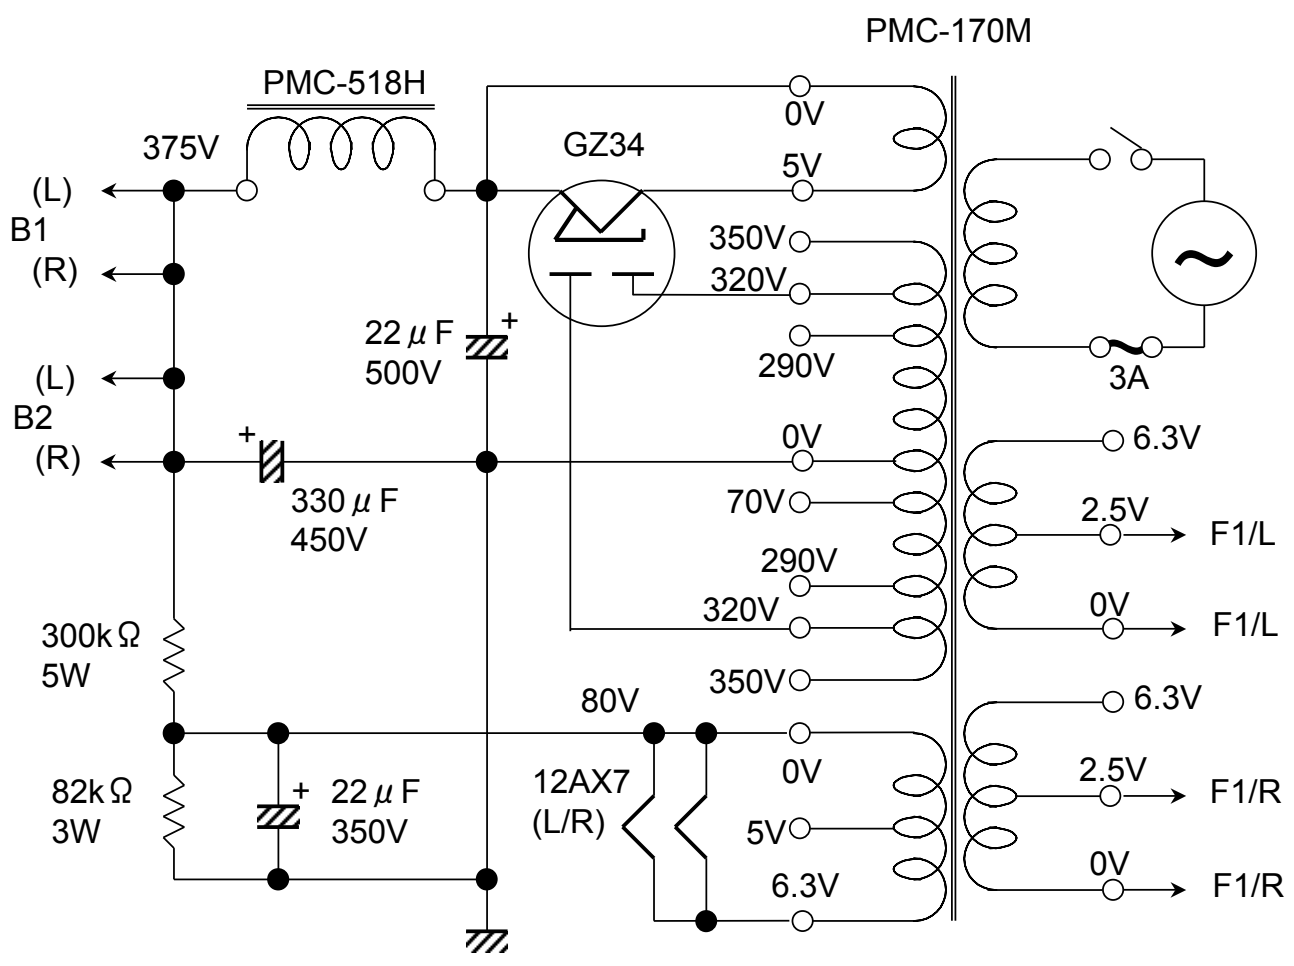 PMC-170M
PMC-518H
0V
375V
GZ34
5V
(L)
B1
(R)
350V
320V
290V
22μF
500V
+
3A
(L)
B2
(R)
+
330μF
450V
0V
70V
290V
320V
350V
6.3V
2.5V
F1/L
0V
F1/L
300kΩ
5W
80V
6.3V
82kΩ
3W
+
22μF
350V
12AX7
(L/R)
0V
5V
6.3V
2.5V
F1/R
0V
F1/R